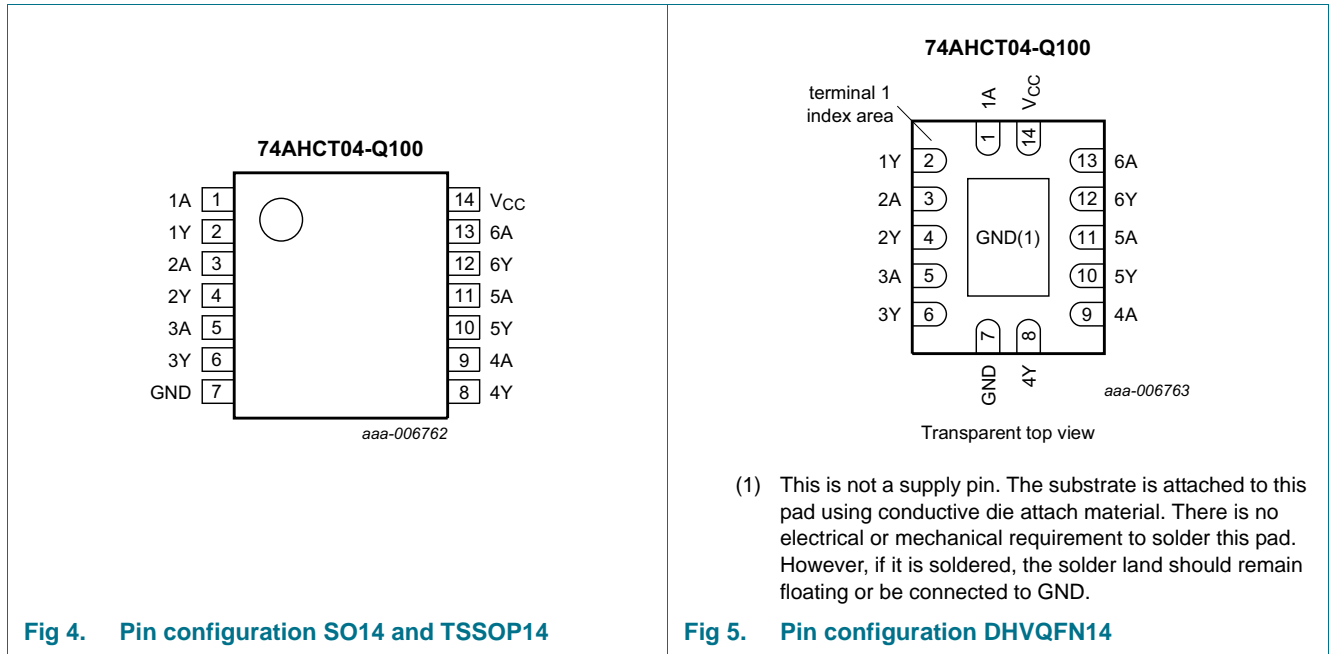 74AHCT04-Q100
1A 1
1Y 2
2A 3
2Y 4
3A 5
3Y 6
GND 7
14 VCC
13 6A
12 6Y
11 5A
10 5Y
9 4A
8 4Y
aaa-006762
Fig 4. Pin configuration SO14 and TSSOP14
74AHCT04-Q100
terminal 1
index area
1A
VCC
1
14
1Y 2
2A 3
2Y 4
3A 5
3Y 6
GND(1)
13 6A
12 6Y
11 5A
10 5Y
9 4A
7
8
GND
4Y
aaa-006763
Transparent top view
(1) This is not a supply pin. The substrate is attached to this
pad using conductive die attach material. There is no
electrical or mechanical requirement to solder this pad.
However, if it is soldered, the solder land should remain
floating or be connected to GND.
Fig 5. Pin configuration DHVQFN14